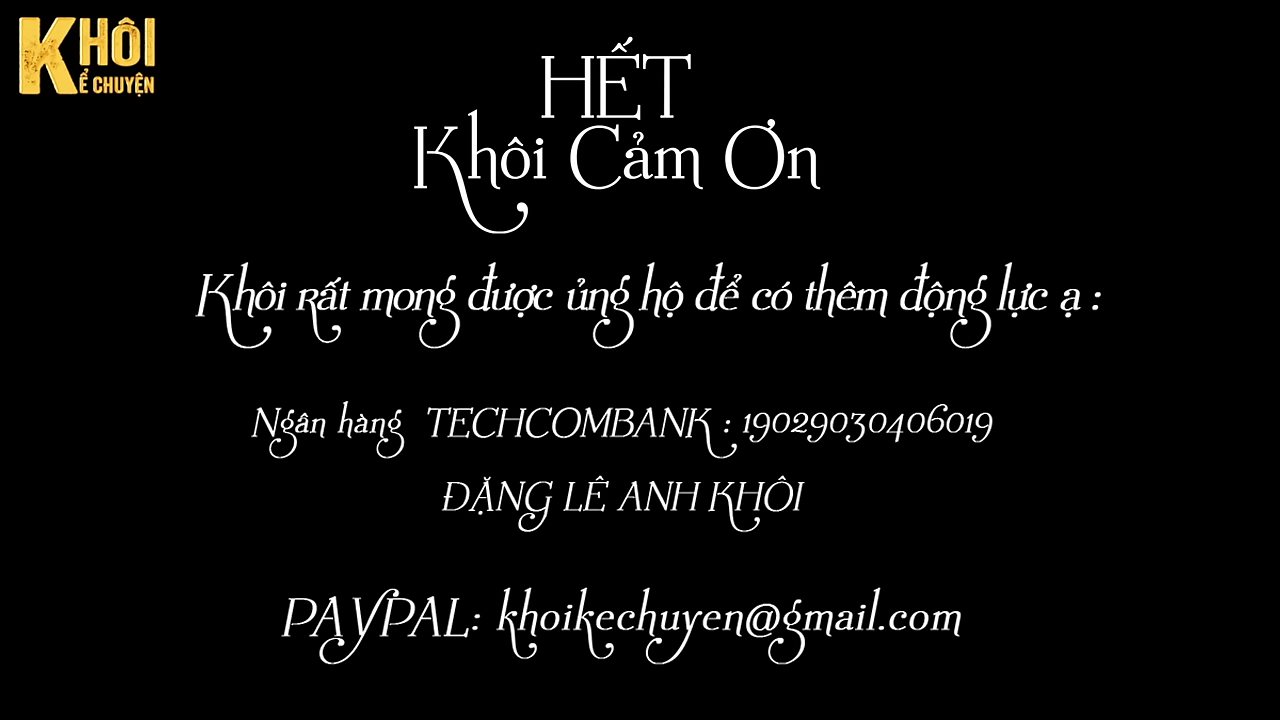 KHÔI
Ể CHUYỆN
HẾT
Khôi Cảm Ơn
Khôi rất mong được ủng hộ để có thêm động lực ạ :
Ngân hàng TECHCOMBANK : 19029030406019
ĐẶNG LÊ ANH KHÔI
PAYPAL: khoikechuyen@gmail.com